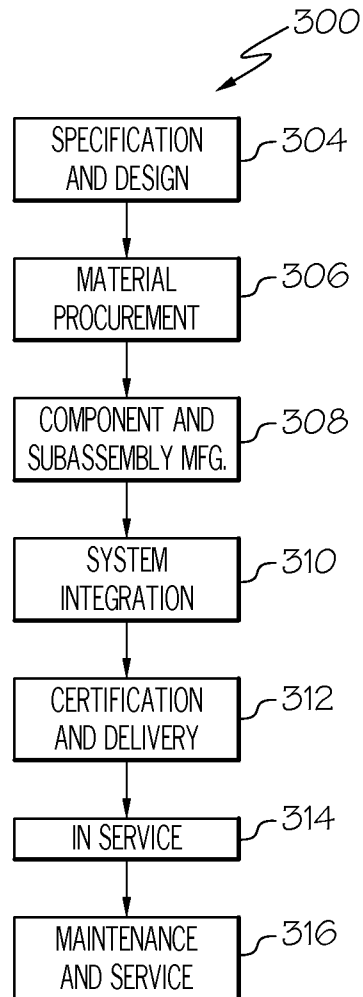 300
SPECIFICATION
AND DESIGN
304
MATERIAL
PROCUREMENT
306
COMPONENT AND
SUBASSEMBLY MFG.
308
SYSTEM
INTEGRATION
310
CERTIFICATION
AND DELIVERY
312
IN SERVICE
314
MAINTENANCE
AND SERVICE
316